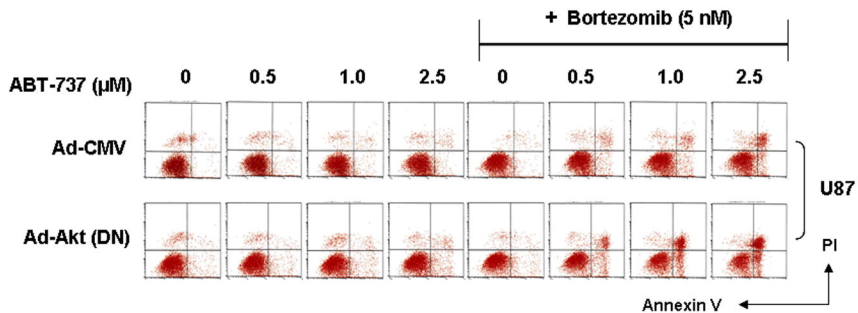 + Bortezomib (5 nM)
ABT-737 (µM) 0 0.5 1.0 2.5 0 0.5 1.0 2.5
Ad-CMV
U87
Ad-Akt (DN)
PI
Annexin V